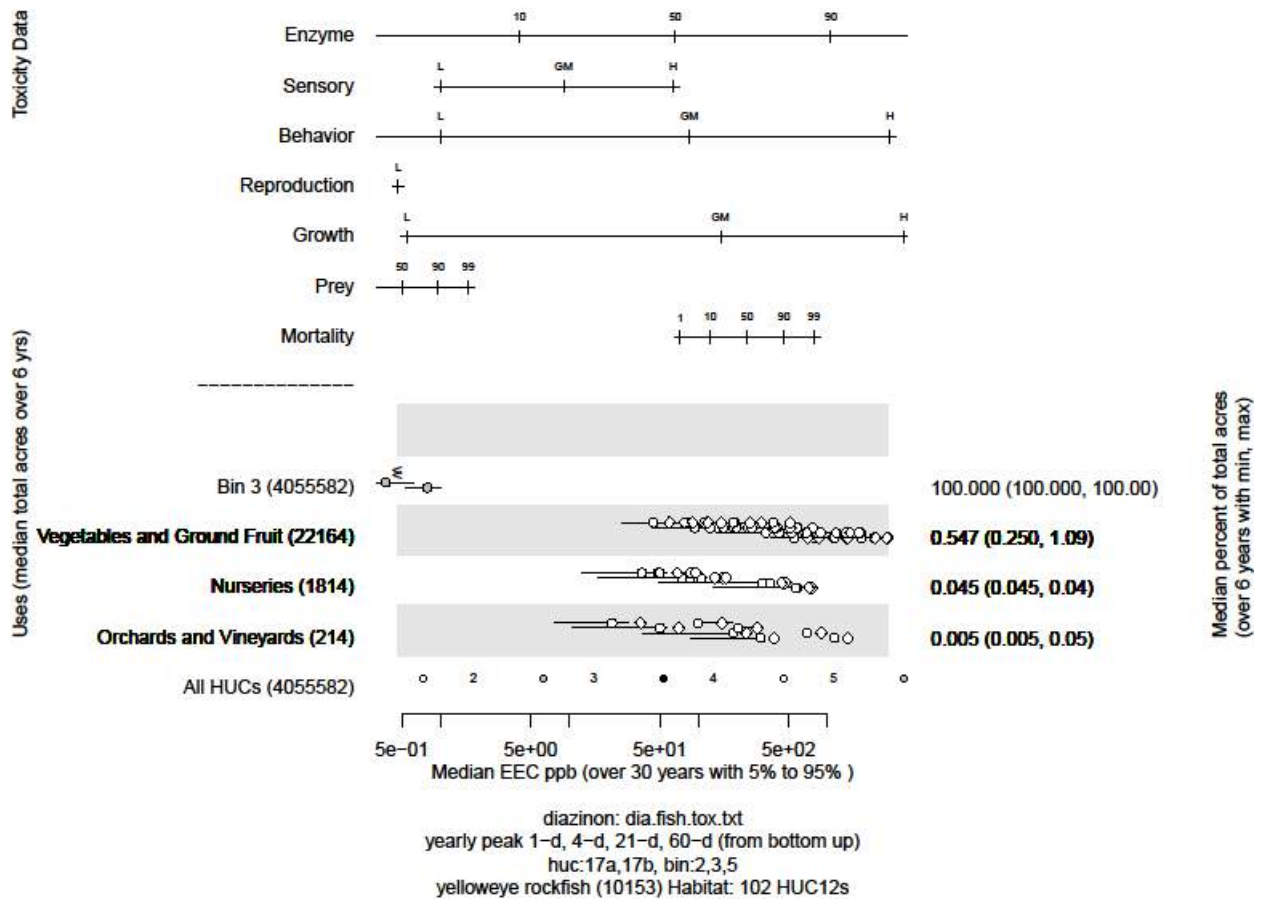 Toxicity Data
Enzyme
10 50 90
Sensory
L GM H
Behavior
L GM H
Reproduction
L
Growth
L GM H
Prey
50 90 99
Mortality
1 10 50 90 99
Uses (median total acres over 6 yrs)
--------------
Bin 3 (4055582)
W
100.000 (100.000, 100.00)
Vegetables and Ground Fruit (22164)
0.547 (0.250, 1.09)
Nurseries (1814)
0.045 (0.045, 0.04)
Orchards and Vineyards (214)
0.005 (0.005, 0.05)
All HUCs (4055582)
2 3 4 5
Median percent of total acres
(over 6 years with min, max)
5e−01 5e+00 5e+01 5e+02
Median EEC ppb (over 30 years with 5% to 95% )
diazinon: dia.fish.tox.txt
yearly peak 1−d, 4−d, 21−d, 60−d (from bottom up)
huc:17a,17b, bin:2,3,5
yelloweye rockfish (10153) Habitat: 102 HUC12s